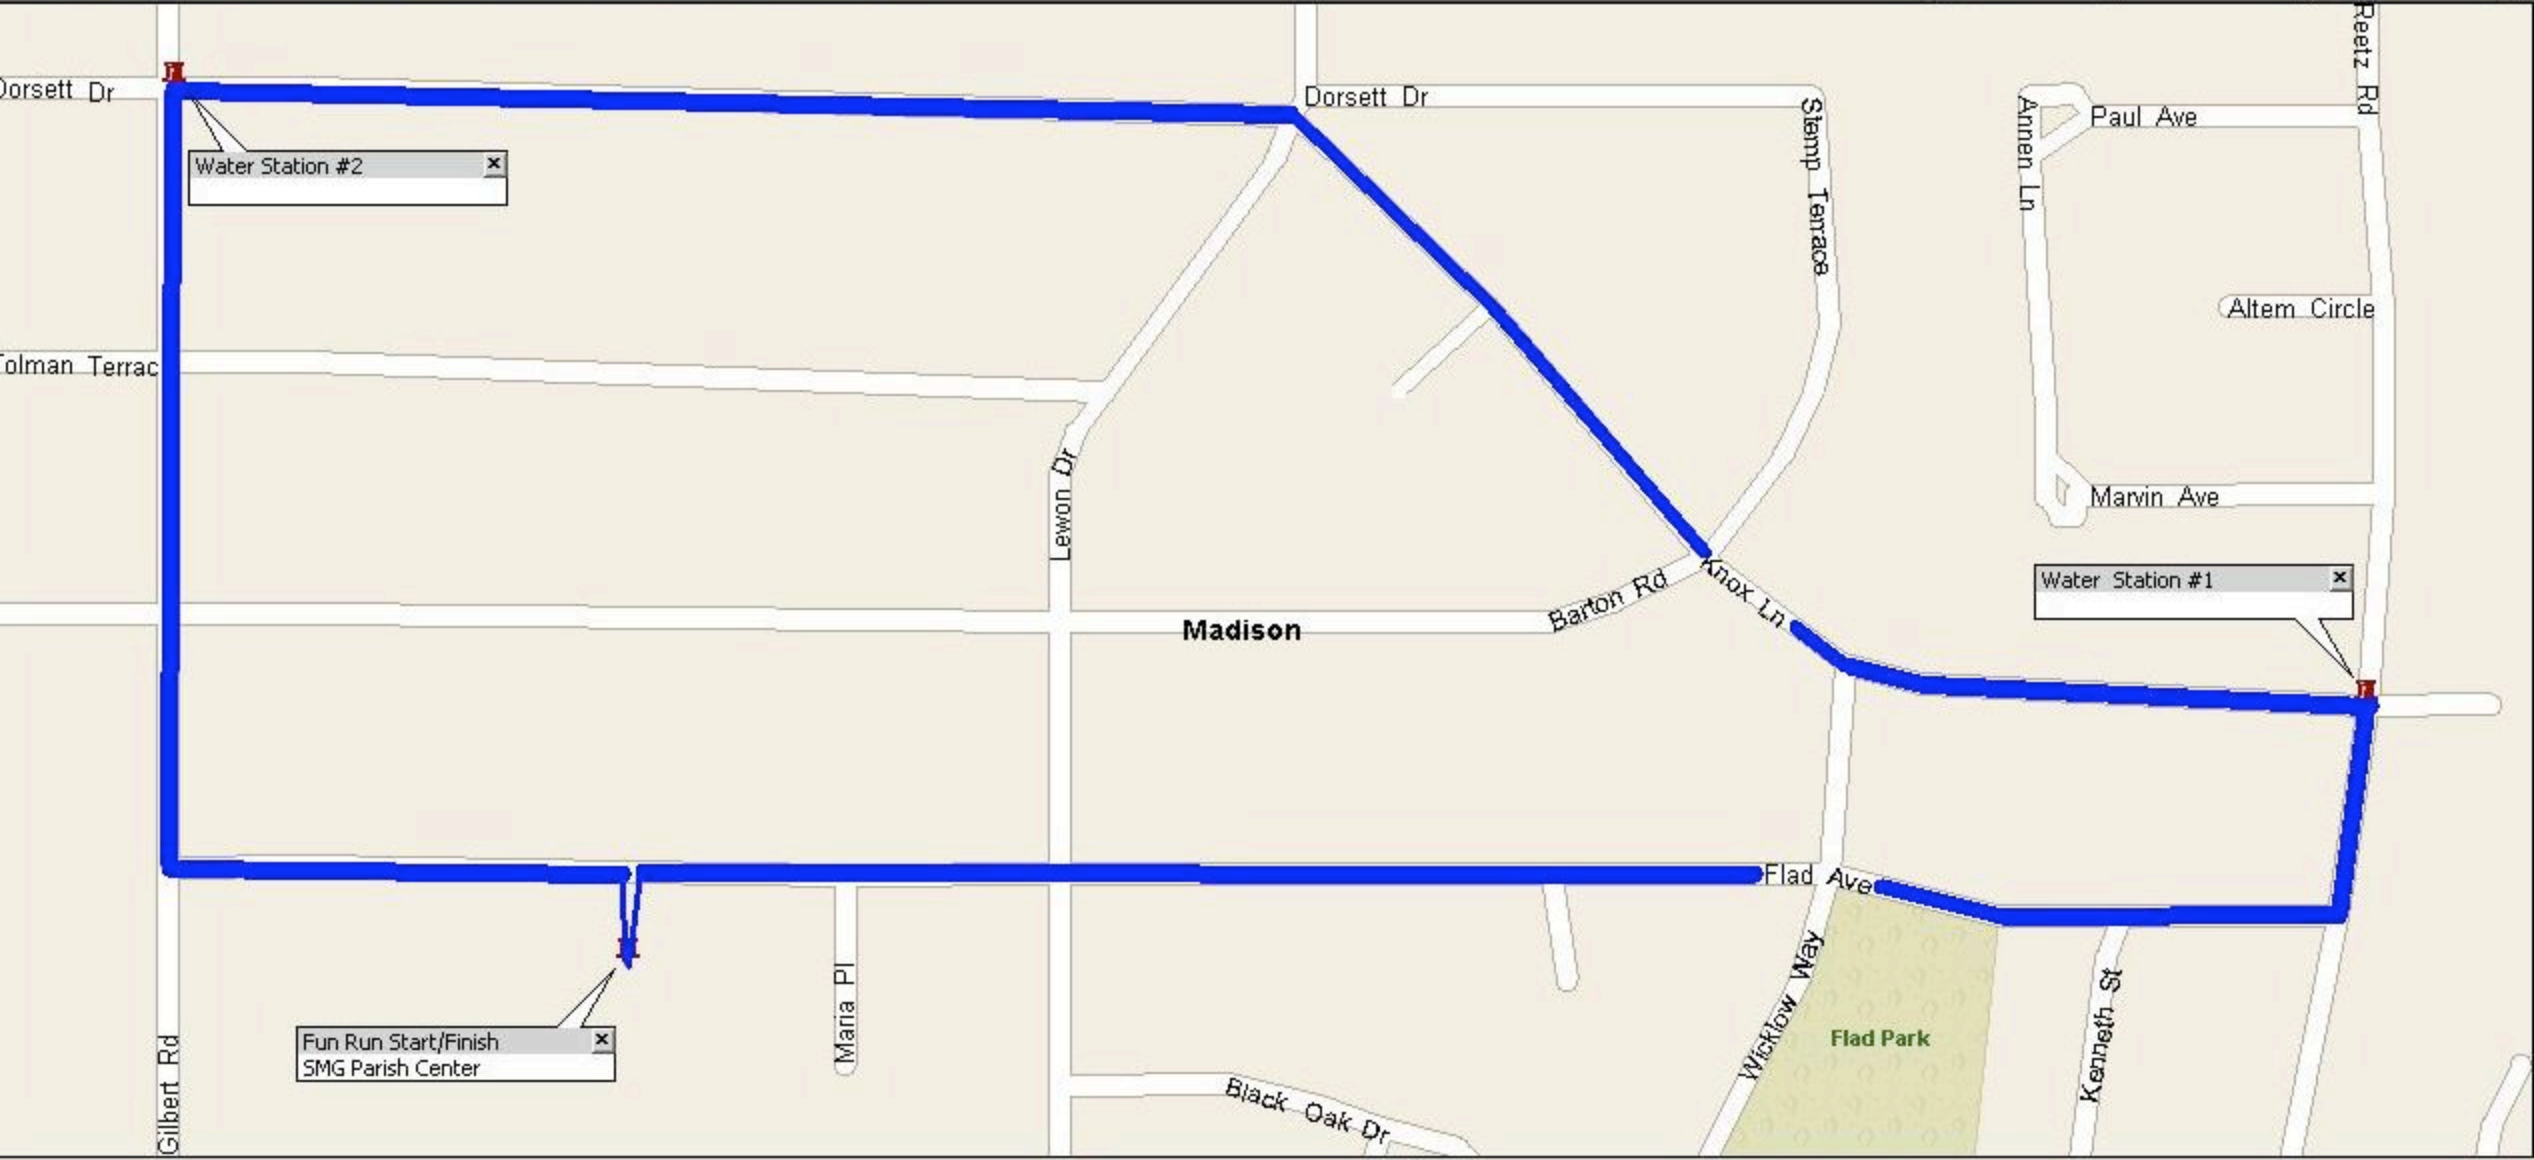 Reetz Rd
Dorsett Dr
Dorsett Dr
Stemp Terrace
Annen Ln
Paul Ave
Water Station #2
Altem Circle
Tolman Terrac
Lewon Dr
Marvin Ave
Knox Ln
Barton Rd
Water Station #1
Madison
Flad Ave
Wicklow Way
Maria Pl
Kenneth St
Flad Park
Gilbert Rd
Fun Run Start/Finish
SMG Parish Center
Black Oak Dr